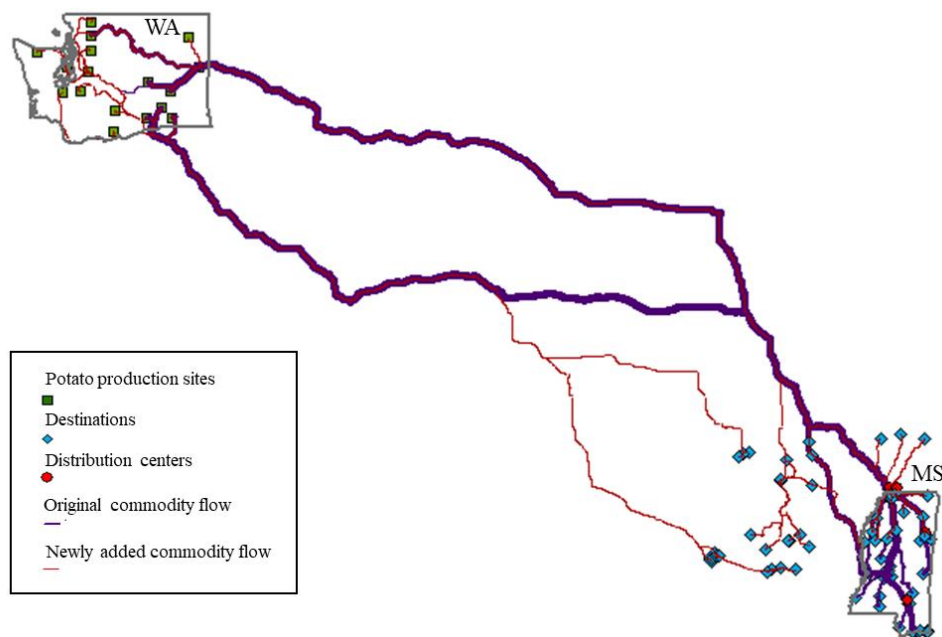 WA
MS
Potato production sites
Destinations
Distribution centers
Original commodity flow
Newly added commodity flow